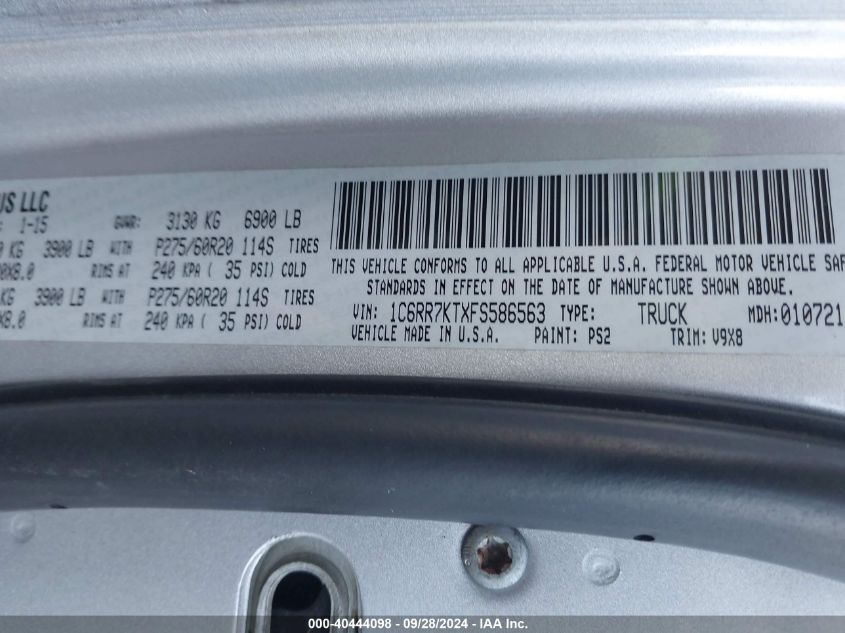 US LLC
1-15
GVWR: 3130 KG 6900 LB
KG 3900 LB WITH P275/60R20 114S TIRES
X8.0 RIMS AT 240 KPA ( 35 PSI) COLD
KG 3900 LB WITH P275/60R20 114S TIRES
X8.0 RIMS AT 240 KPA ( 35 PSI) COLD
THIS VEHICLE CONFORMS TO ALL APPLICABLE U.S.A. FEDERAL MOTOR VEHICLE SAF
STANDARDS IN EFFECT ON THE DATE OF MANUFACTURE SHOWN ABOVE.
VIN: 1C6RR7KTXFS586563 TYPE: TRUCK MDH:010721
VEHICLE MADE IN U.S.A. PAINT: PS2 TRIM: V9X8
000-40444098 - 09/28/2024 - IAA Inc.